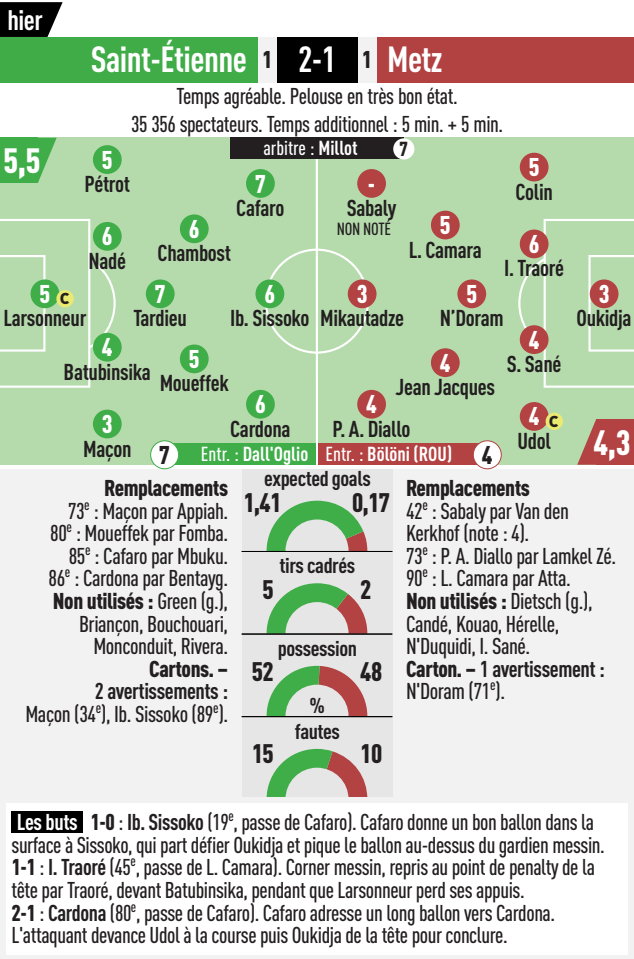 hier
Saint-Étienne 1 2-1 1 Metz
Temps agréable. Pelouse en très bon état.
35 356 spectateurs. Temps additionnel : 5 min. + 5 min.
arbitre : Millot 7
5,5
5
Pétrot
7
Cafaro
6
Nadé
6
Chambost
5 C
Larsonneur
7
Tardieu
6
Ib. Sissoko
4
Batubinsika
5
Moueffek
6
Cardona
3
Maçon
7 Entr. : Dall'Oglio
-
Sabaly
NON NOTÉ
5
Colin
5
L. Camara
6
I. Traoré
3
Mikautadze
5
N'Doram
3
Oukidja
4
S. Sané
4
Jean Jacques
4
P. A. Diallo
4 C
Udol
Entr. : Bölöni (ROU) 4
4,3
Remplacements
73e : Maçon par Appiah.
80e : Moueffek par Fomba.
85e : Cafaro par Mbuku.
86e : Cardona par Bentayg.
Non utilisés : Green (g.),
Briançon, Bouchouari,
Monconduit, Rivera.
Cartons. –
2 avertissements :
Maçon (34e), Ib. Sissoko (89e).
expected goals
1,41 0,17
tirs cadrés
5 2
possession
52 48
%
fautes
15 10
Remplacements
42e : Sabaly par Van den
Kerkhof (note : 4).
73e : P. A. Diallo par Lamkel Zé.
90e : L. Camara par Atta.
Non utilisés : Dietsch (g.),
Candé, Kouao, Hérelle,
N'Duquidi, I. Sané.
Carton. – 1 avertissement :
N'Doram (71e).
Les buts 1-0 : Ib. Sissoko (19e, passe de Cafaro). Cafaro donne un bon ballon dans la
surface à Sissoko, qui part défier Oukidja et pique le ballon au-dessus du gardien messin.
1-1 : I. Traoré (45e, passe de L. Camara). Corner messin, repris au point de penalty de la
tête par Traoré, devant Batubinsika, pendant que Larsonneur perd ses appuis.
2-1 : Cardona (80e, passe de Cafaro). Cafaro adresse un long ballon vers Cardona.
L'attaquant devance Udol à la course puis Oukidja de la tête pour conclure.